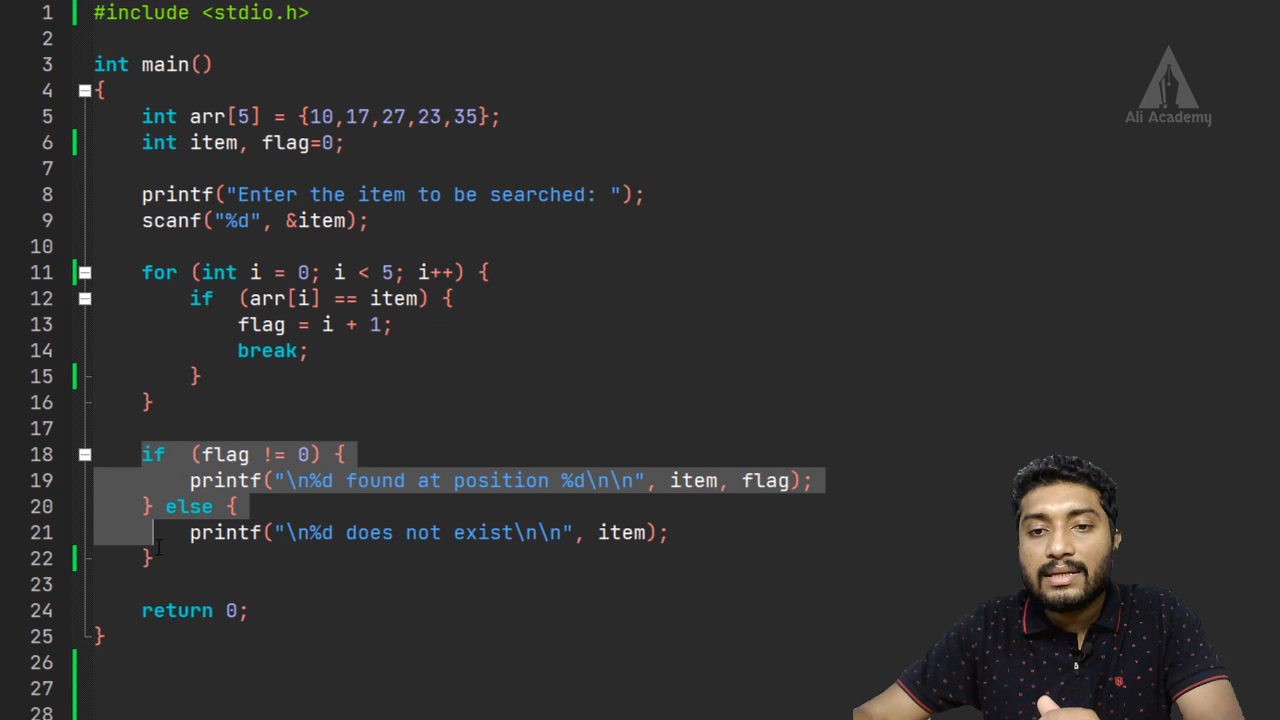 1 #include <stdio.h>
2
3 int main()
4 {
5 int arr[5] = {10,17,27,23,35};
6 int item, flag=0;
7
8 printf("Enter the item to be searched: ");
9 scanf("%d", &item);
10
11 for (int i = 0; i < 5; i++) {
12 if (arr[i] == item) {
13 flag = i + 1;
14 break;
15 }
16 }
17
18 if (flag != 0) {
19 printf("\n%d found at position %d\n\n", item, flag);
20 } else {
21 printf("\n%d does not exist\n\n", item);
22 }
23
24 return 0;
25 }
26
27
28
Ali Academy